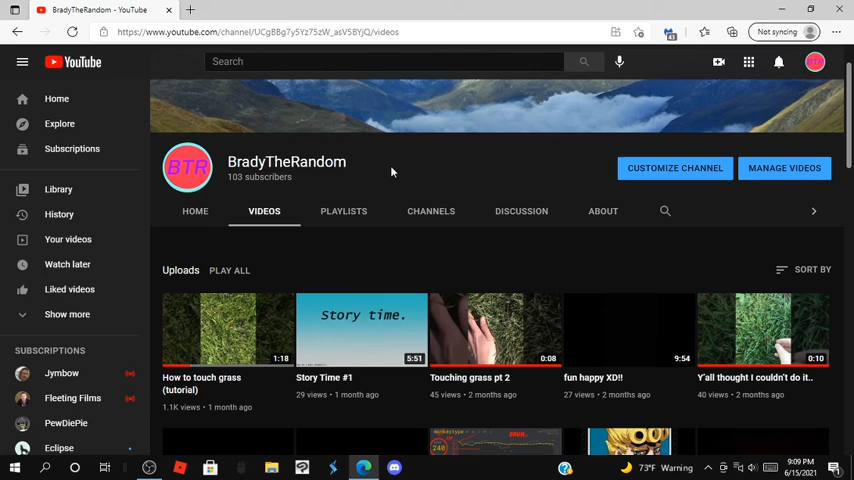 BradyTheRandom - YouTube
https://www.youtube.com/channel/UCgBBg7y5Yz75zW_asV5BYjQ/videos
43
Not syncing
YouTube
Search
BTR
Home
Explore
Subscriptions
Library
History
Your videos
Watch later
Liked videos
Show more
SUBSCRIPTIONS
Jymbow
Fleeting Films
PewDiePie
Eclipse
BTR
BradyTheRandom
103 subscribers
CUSTOMIZE CHANNEL
MANAGE VIDEOS
HOME VIDEOS PLAYLISTS CHANNELS DISCUSSION ABOUT
Uploads PLAY ALL
SORT BY
Story time.
1:18 5:51 0:08 9:54 0:10
How to touch grass
(tutorial)
1.1K views • 1 month ago
Story Time #1
29 views • 1 month ago
Touching grass pt 2
45 views • 2 months ago
fun happy XD!!
27 views • 2 months ago
Y'all thought I couldn't do it..
40 views • 2 months ago
monkeytype
240
BRUH.
73°F Warning
9:09 PM
6/15/2021